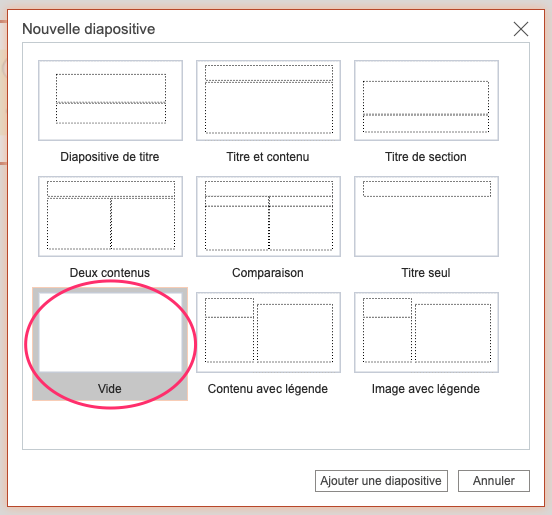 Nouvelle diapositive
Diapositive de titre
Titre et contenu
Titre de section
Deux contenus
Comparaison
Titre seul
Vide
Contenu avec légende
Image avec légende
Ajouter une diapositive
Annuler